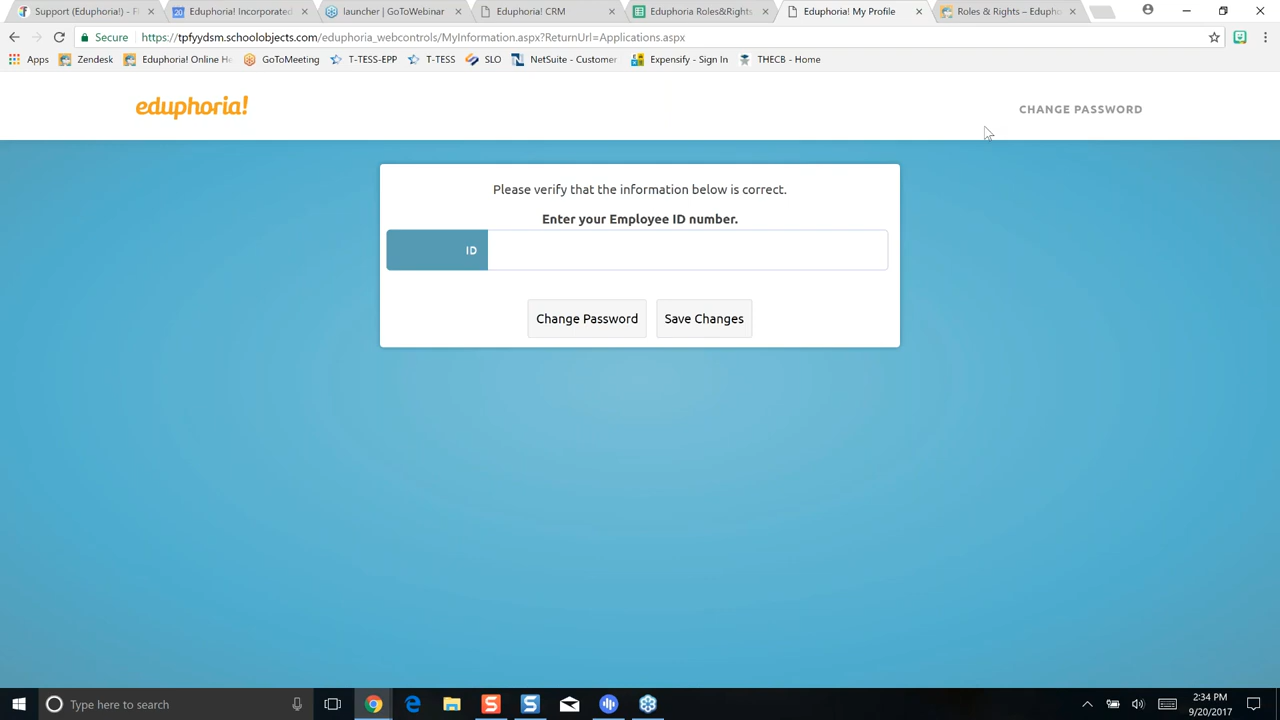 Support (Eduphoria!) - Fi
Eduphoria! Incorporated
launcher | GoToWebinar
Eduphoria! CRM
Eduphoria Roles&Rights
Eduphoria! My Profile
Roles & Rights – Edupho
Secure
https://tpfyydsm.schoolobjects.com/eduphoria_webcontrols/MyInformation.aspx?ReturnUrl=Applications.aspx
Apps
Zendesk
Eduphoria! Online He
GoToMeeting
T-TESS-EPP
T-TESS
SLO
NetSuite - Customer
Expensify - Sign In
THECB - Home
eduphoria!
CHANGE PASSWORD
Please verify that the information below is correct.
Enter your Employee ID number.
ID
Change Password
Save Changes
Type here to search
2:34 PM
9/20/2017